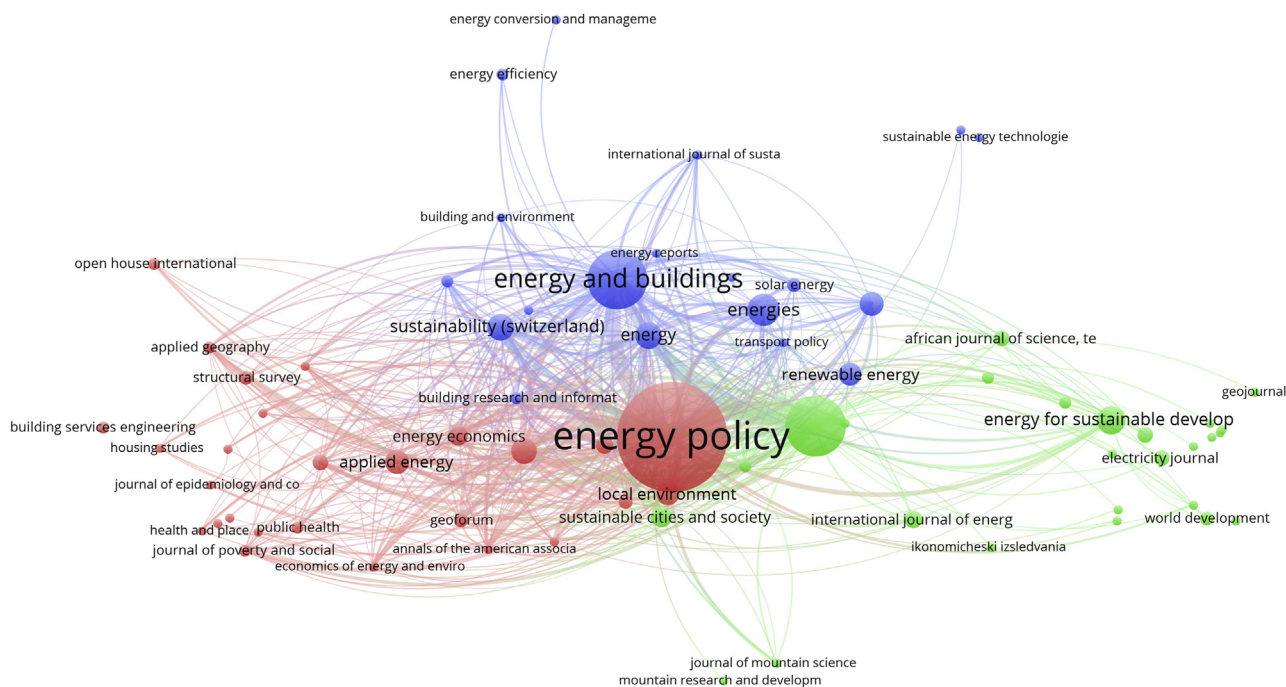 energy conversion and manageme
energy efficiency
sustainable energy technologie
international journal of susta
building and environment
energy reports
open house international
energy and buildings
solar energy
energies
sustainability (switzerland)
energy
transport policy
african journal of science, te
applied geography
structural survey
renewable energy
geojournal
building research and informat
energy for sustainable develop
building services engineering
energy economics
energy policy
housing studies
applied energy
electricity journal
journal of epidemiology and co
local environment
sustainable cities and society
international journal of energ
world development
health and place
public health
geoforum
journal of poverty and social
annals of the american associa
ikonomicheski izsledvania
economics of energy and enviro
journal of mountain science
mountain research and developm